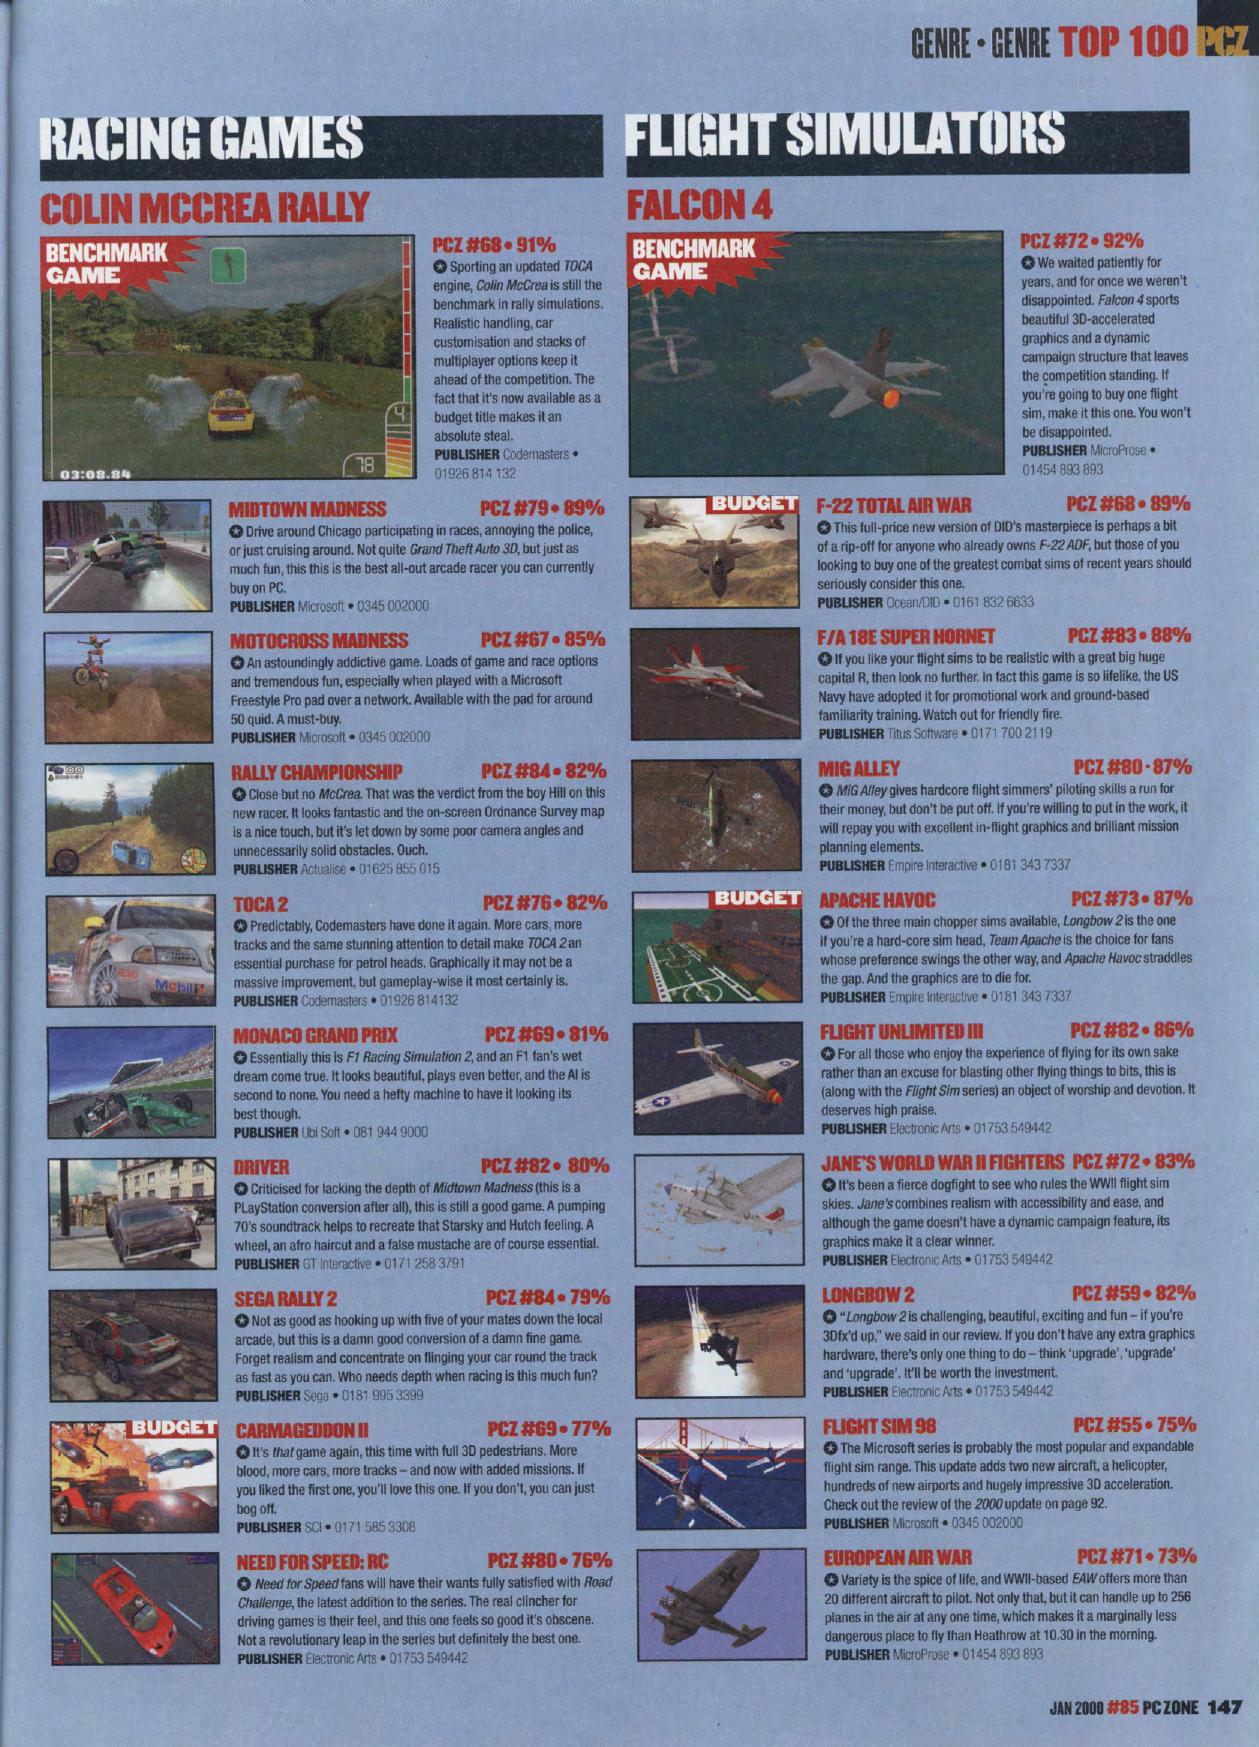 GENRE • GENRE TOP 100 PCZ
RACING GAMES
COLIN MCCREA RALLY
BENCHMARK
GAME
03:08.84
4
78
PCZ #68 • 91%
Sporting an updated TOCA
engine, Colin McCrea is still the
benchmark in rally simulations.
Realistic handling, car
customisation and stacks of
multiplayer options keep it
ahead of the competition. The
fact that it's now available as a
budget title makes it an
absolute steal.
PUBLISHER Codemasters •
01926 814 132
MIDTOWN MADNESS PCZ #79 • 89%
Drive around Chicago participating in races, annoying the police,
or just cruising around. Not quite Grand Theft Auto 3D, but just as
much fun, this this is the best all-out arcade racer you can currently
buy on PC.
PUBLISHER Microsoft • 0345 002000
MOTOCROSS MADNESS PCZ #67 • 85%
An astoundingly addictive game. Loads of game and race options
and tremendous fun, especially when played with a Microsoft
Freestyle Pro pad over a network. Available with the pad for around
50 quid. A must-buy.
PUBLISHER Microsoft • 0345 002000
RALLY CHAMPIONSHIP PCZ #84 • 82%
Close but no McCrea. That was the verdict from the boy Hill on this
new racer. It looks fantastic and the on-screen Ordnance Survey map
is a nice touch, but it's let down by some poor camera angles and
unnecessarily solid obstacles. Ouch.
PUBLISHER Actualise • 01625 855 015
Mobil
TOCA 2 PCZ #76 • 82%
Predictably, Codemasters have done it again. More cars, more
tracks and the same stunning attention to detail make TOCA 2 an
essential purchase for petrol heads. Graphically it may not be a
massive improvement, but gameplay-wise it most certainly is.
PUBLISHER Codemasters • 01926 814132
MONACO GRAND PRIX PCZ #69 • 81%
Essentially this is F1 Racing Simulation 2, and an F1 fan's wet
dream come true. It looks beautiful, plays even better, and the AI is
second to none. You need a hefty machine to have it looking its
best though.
PUBLISHER Ubi Soft • 081 944 9000
DRIVER PCZ #82 • 80%
Criticised for lacking the depth of Midtown Madness (this is a
PLayStation conversion after all), this is still a good game. A pumping
70's soundtrack helps to recreate that Starsky and Hutch feeling. A
wheel, an afro haircut and a false mustache are of course essential.
PUBLISHER GT Interactive • 0171 258 3791
SEGA RALLY 2 PCZ #84 • 79%
Not as good as hooking up with five of your mates down the local
arcade, but this is a damn good conversion of a damn fine game.
Forget realism and concentrate on flinging your car round the track
as fast as you can. Who needs depth when racing is this much fun?
PUBLISHER Sega • 0181 995 3399
BUDGET
CARMAGEDDON II PCZ #69 • 77%
It's that game again, this time with full 3D pedestrians. More
blood, more cars, more tracks – and now with added missions. If
you liked the first one, you'll love this one. If you don't, you can just
bog off.
PUBLISHER SCI • 0171 585 3308
NEED FOR SPEED: RC PCZ #80 • 76%
Need for Speed fans will have their wants fully satisfied with Road
Challenge, the latest addition to the series. The real clincher for
driving games is their feel, and this one feels so good it's obscene.
Not a revolutionary leap in the series but definitely the best one.
PUBLISHER Electronic Arts • 01753 549442
FLIGHT SIMULATORS
FALCON 4
BENCHMARK
GAME
PCZ #72 • 92%
We waited patiently for
years, and for once we weren't
disappointed. Falcon 4 sports
beautiful 3D-accelerated
graphics and a dynamic
campaign structure that leaves
the competition standing. If
you're going to buy one flight
sim, make it this one. You won't
be disappointed.
PUBLISHER MicroProse •
01454 893 893
BUDGET
F-22 TOTAL AIR WAR PCZ #68 • 89%
This full-price new version of DID's masterpiece is perhaps a bit
of a rip-off for anyone who already owns F-22 ADF, but those of you
looking to buy one of the greatest combat sims of recent years should
seriously consider this one.
PUBLISHER Ocean/DID • 0161 832 6633
F/A 18E SUPER HORNET PCZ #83 • 88%
If you like your flight sims to be realistic with a great big huge
capital R, then look no further. In fact this game is so lifelike, the US
Navy have adopted it for promotional work and ground-based
familiarity training. Watch out for friendly fire.
PUBLISHER Titus Software • 0171 700 2119
MIG ALLEY PCZ #80 • 87%
MiG Alley gives hardcore flight simmers' piloting skills a run for
their money, but don't be put off. If you're willing to put in the work, it
will repay you with excellent in-flight graphics and brilliant mission
planning elements.
PUBLISHER Empire Interactive • 0181 343 7337
BUDGET
APACHE HAVOC PCZ #73 • 87%
Of the three main chopper sims available, Longbow 2 is the one
if you're a hard-core sim head, Team Apache is the choice for fans
whose preference swings the other way, and Apache Havoc straddles
the gap. And the graphics are to die for.
PUBLISHER Empire Interactive • 0181 343 7337
FLIGHT UNLIMITED III PCZ #82 • 86%
For all those who enjoy the experience of flying for its own sake
rather than an excuse for blasting other flying things to bits, this is
(along with the Flight Sim series) an object of worship and devotion. It
deserves high praise.
PUBLISHER Electronic Arts • 01753 549442
JANE'S WORLD WAR II FIGHTERS PCZ #72 • 83%
It's been a fierce dogfight to see who rules the WWII flight sim
skies. Jane's combines realism with accessibility and ease, and
although the game doesn't have a dynamic campaign feature, its
graphics make it a clear winner.
PUBLISHER Electronic Arts • 01753 549442
LONGBOW 2 PCZ #59 • 82%
"Longbow 2 is challenging, beautiful, exciting and fun – if you're
3Dfx'd up," we said in our review. If you don't have any extra graphics
hardware, there's only one thing to do – think 'upgrade', 'upgrade'
and 'upgrade'. It'll be worth the investment.
PUBLISHER Electronic Arts • 01753 549442
FLIGHT SIM 98 PCZ #55 • 75%
The Microsoft series is probably the most popular and expandable
flight sim range. This update adds two new aircraft, a helicopter,
hundreds of new airports and hugely impressive 3D acceleration.
Check out the review of the 2000 update on page 92.
PUBLISHER Microsoft • 0345 002000
EUROPEAN AIR WAR PCZ #71 • 73%
Variety is the spice of life, and WWII-based EAW offers more than
20 different aircraft to pilot. Not only that, but it can handle up to 256
planes in the air at any one time, which makes it a marginally less
dangerous place to fly than Heathrow at 10.30 in the morning.
PUBLISHER MicroProse • 01454 893 893
JAN 2000 #85 PC ZONE 147